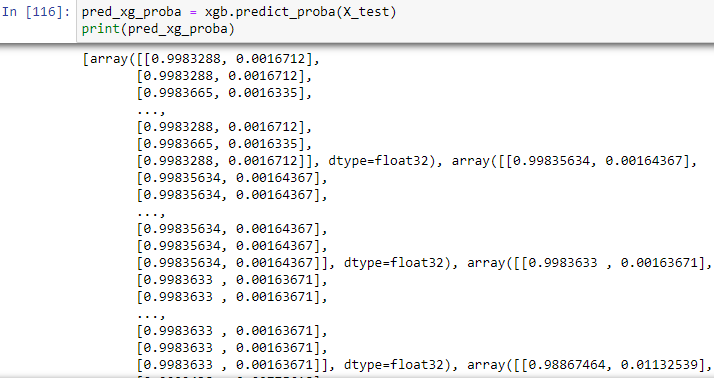 In [116]: pred_xg_proba = xgb.predict_proba(X_test)
print(pred_xg_proba)
[array([[0.9983288, 0.0016712],
[0.9983288, 0.0016712],
[0.9983665, 0.0016335],
...,
[0.9983288, 0.0016712],
[0.9983665, 0.0016335],
[0.9983288, 0.0016712]], dtype=float32), array([[0.99835634, 0.00164367],
[0.99835634, 0.00164367],
[0.99835634, 0.00164367],
...,
[0.99835634, 0.00164367],
[0.99835634, 0.00164367],
[0.99835634, 0.00164367]], dtype=float32), array([[0.9983633 , 0.00163671],
[0.9983633 , 0.00163671],
[0.9983633 , 0.00163671],
...,
[0.9983633 , 0.00163671],
[0.9983633 , 0.00163671],
[0.9983633 , 0.00163671]], dtype=float32), array([[0.98867464, 0.01132539],